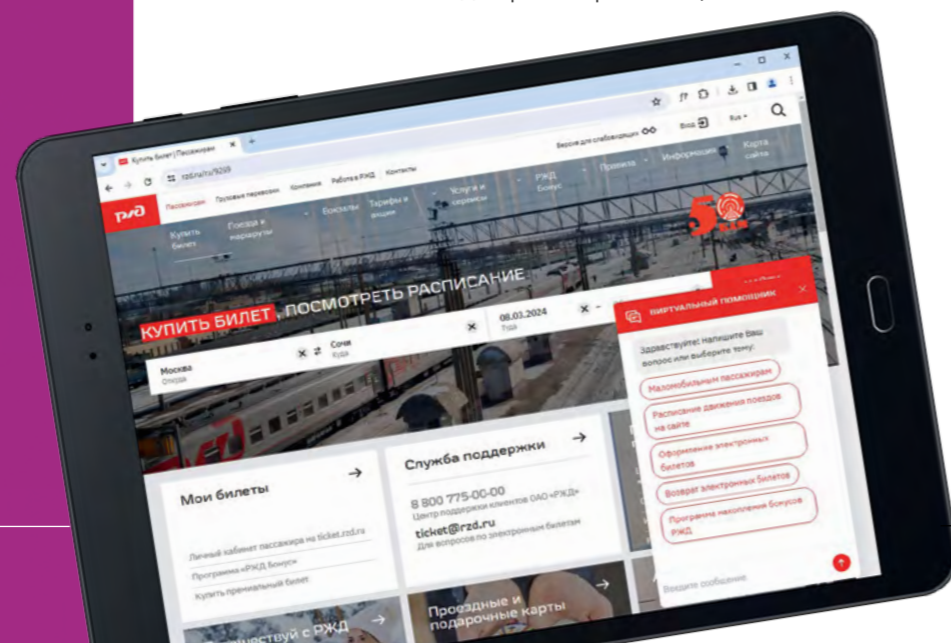 Купить билет | Пассажирам
rzd.ru/ru/9269
Пассажирам Грузовые перевозки Компания Работа в РЖД Контакты
Версия для слабовидящих Вход Rus
ржд
Купить билет
Поезда и маршруты
Вокзалы
Тарифы и акции
Услуги и сервисы
РЖД Бонус
Правила
Информация
Карта сайта
50
КУПИТЬ БИЛЕТ, ПОСМОТРЕТЬ РАСПИСАНИЕ
Москва
Откуда
Сочи
Куда
08.03.2024
Туда
Мои билеты
Личный кабинет пассажира на ticket.rzd.ru
Программа «РЖД Бонус»
Купить премиальный билет
Служба поддержки
8 800 775-00-00
Центр поддержки клиентов ОАО «РЖД»
ticket@rzd.ru
Для вопросов по электронным билетам
с РЖД
Проездные и
подарочные карты
ВИРТУАЛЬНЫЙ ПОМОЩНИК
Здравствуйте! Напишите Ваш
вопрос или выберите тему:
Маломобильным пассажирам
Расписание движения поездов
на сайте
Оформление электронных
билетов
Возврат электронных билетов
Программа накопления бонусов
РЖД
Введите сообщение